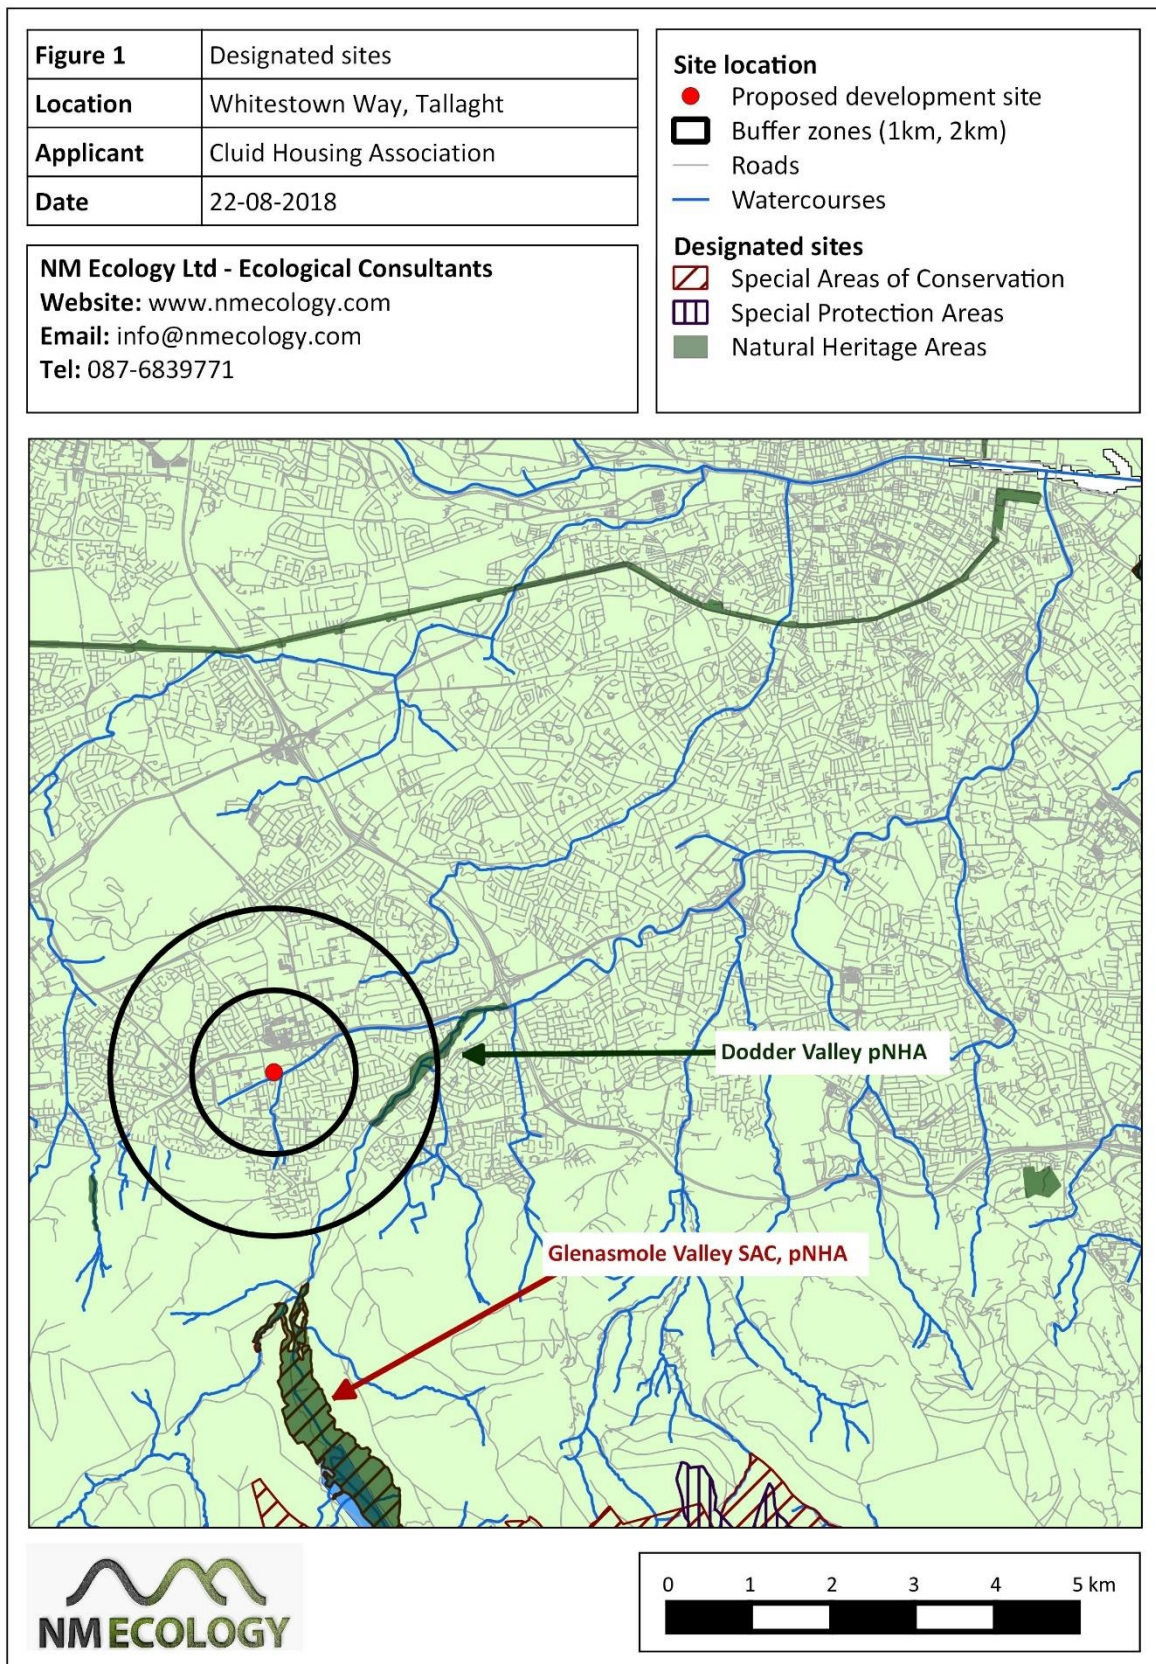 Figure 1 Designated sites
Location Whitestown Way, Tallaght
Applicant Cluid Housing Association
Date 22-08-2018
NM Ecology Ltd - Ecological Consultants
Website: www.nmecology.com
Email: info@nmecology.com
Tel: 087-6839771
Site location
Proposed development site
Buffer zones (1km, 2km)
Roads
Watercourses
Designated sites
Special Areas of Conservation
Special Protection Areas
Natural Heritage Areas
Dodder Valley pNHA
Glenasmole Valley SAC, pNHA
NM ECOLOGY
0 1 2 3 4 5 km